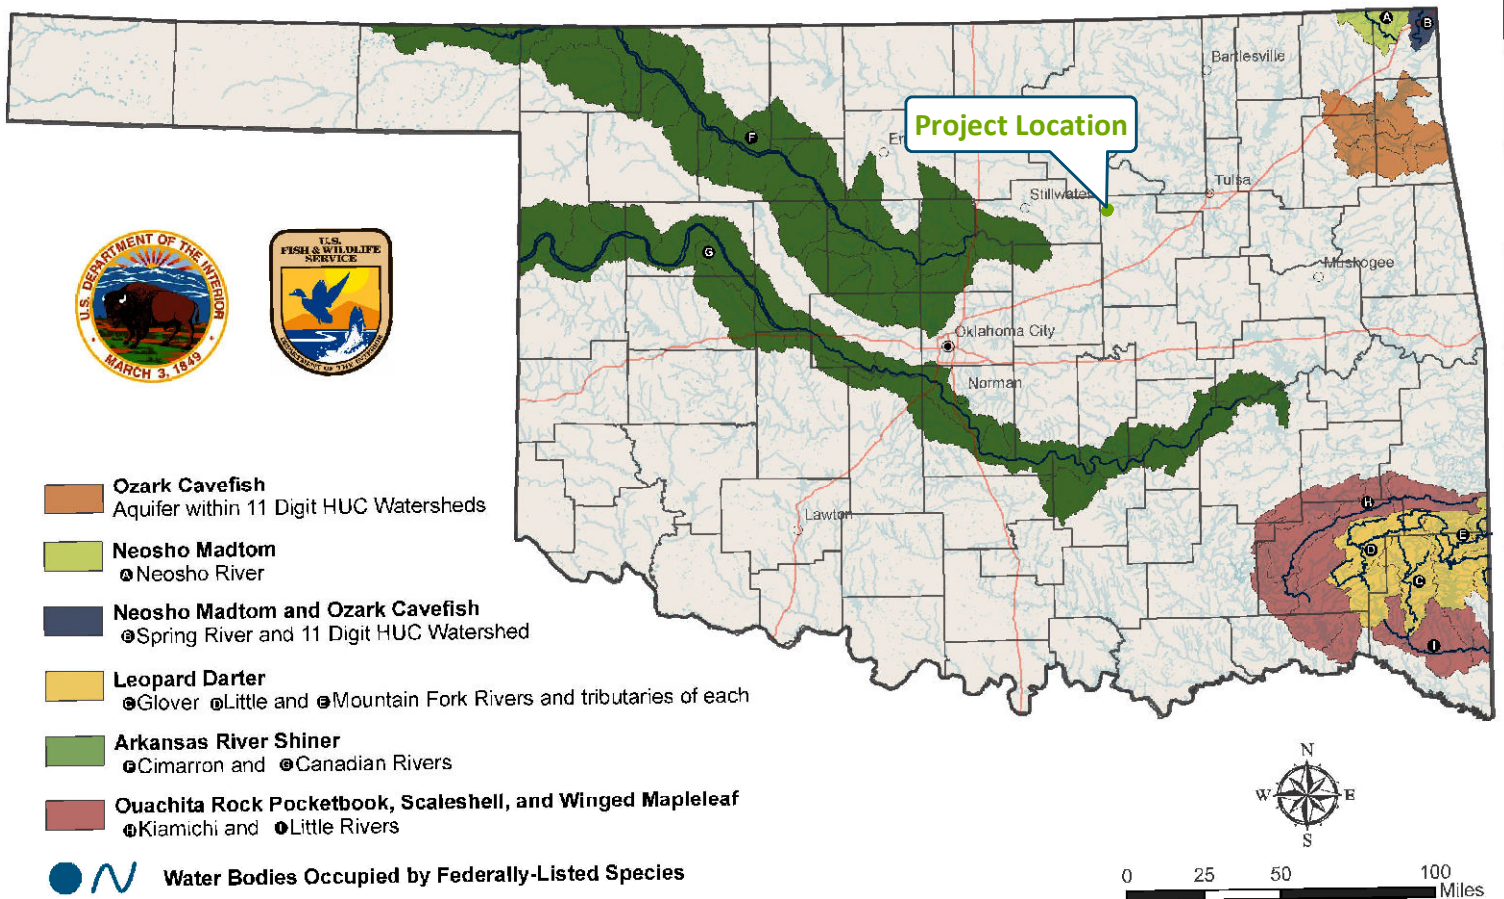 A
B
Bartlesville
Project Location
F
Stillwater
Tulsa
G
Muskogee
Oklahoma City
Norman
Lawton
H
E
D
C
I
U.S. DEPARTMENT OF THE INTERIOR
MARCH 3, 1849
U.S.
FISH & WILDLIFE
SERVICE
DEPARTMENT OF THE INTERIOR
Ozark Cavefish
Aquifer within 11 Digit HUC Watersheds
Neosho Madtom
A Neosho River
Neosho Madtom and Ozark Cavefish
B Spring River and 11 Digit HUC Watershed
Leopard Darter
C Glover D Little and E Mountain Fork Rivers and tributaries of each
Arkansas River Shiner
F Cimarron and G Canadian Rivers
Ouachita Rock Pocketbook, Scaleshell, and Winged Mapleleaf
H Kiamichi and I Little Rivers
Water Bodies Occupied by Federally-Listed Species
N
W E
S
0 25 50 100
Miles